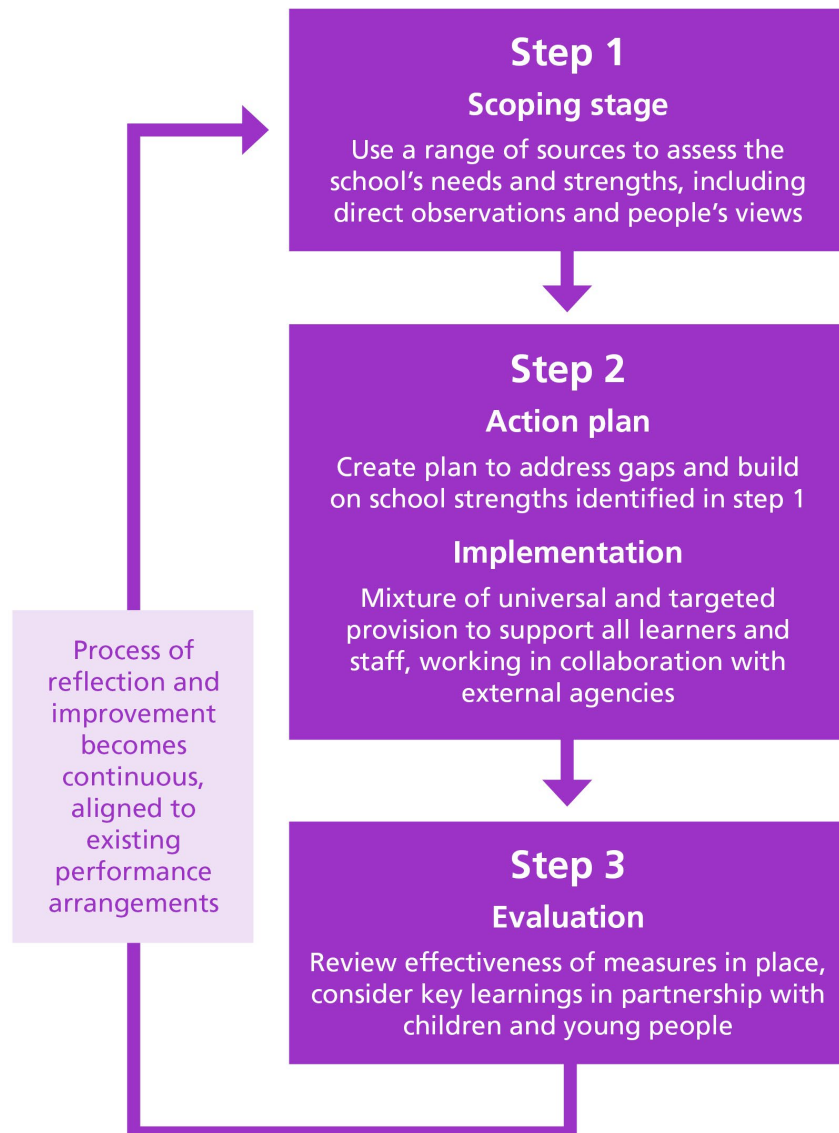 Step 1
Scoping stage
Use a range of sources to assess the
school’s needs and strengths, including
direct observations and people’s views
Step 2
Action plan
Create plan to address gaps and build
on school strengths identified in step 1
Implementation
Mixture of universal and targeted
provision to support all learners and
staff, working in collaboration with
external agencies
Step 3
Evaluation
Review effectiveness of measures in place,
consider key learnings in partnership with
children and young people
Process of
reflection and
improvement
becomes
continuous,
aligned to
existing
performance
arrangements